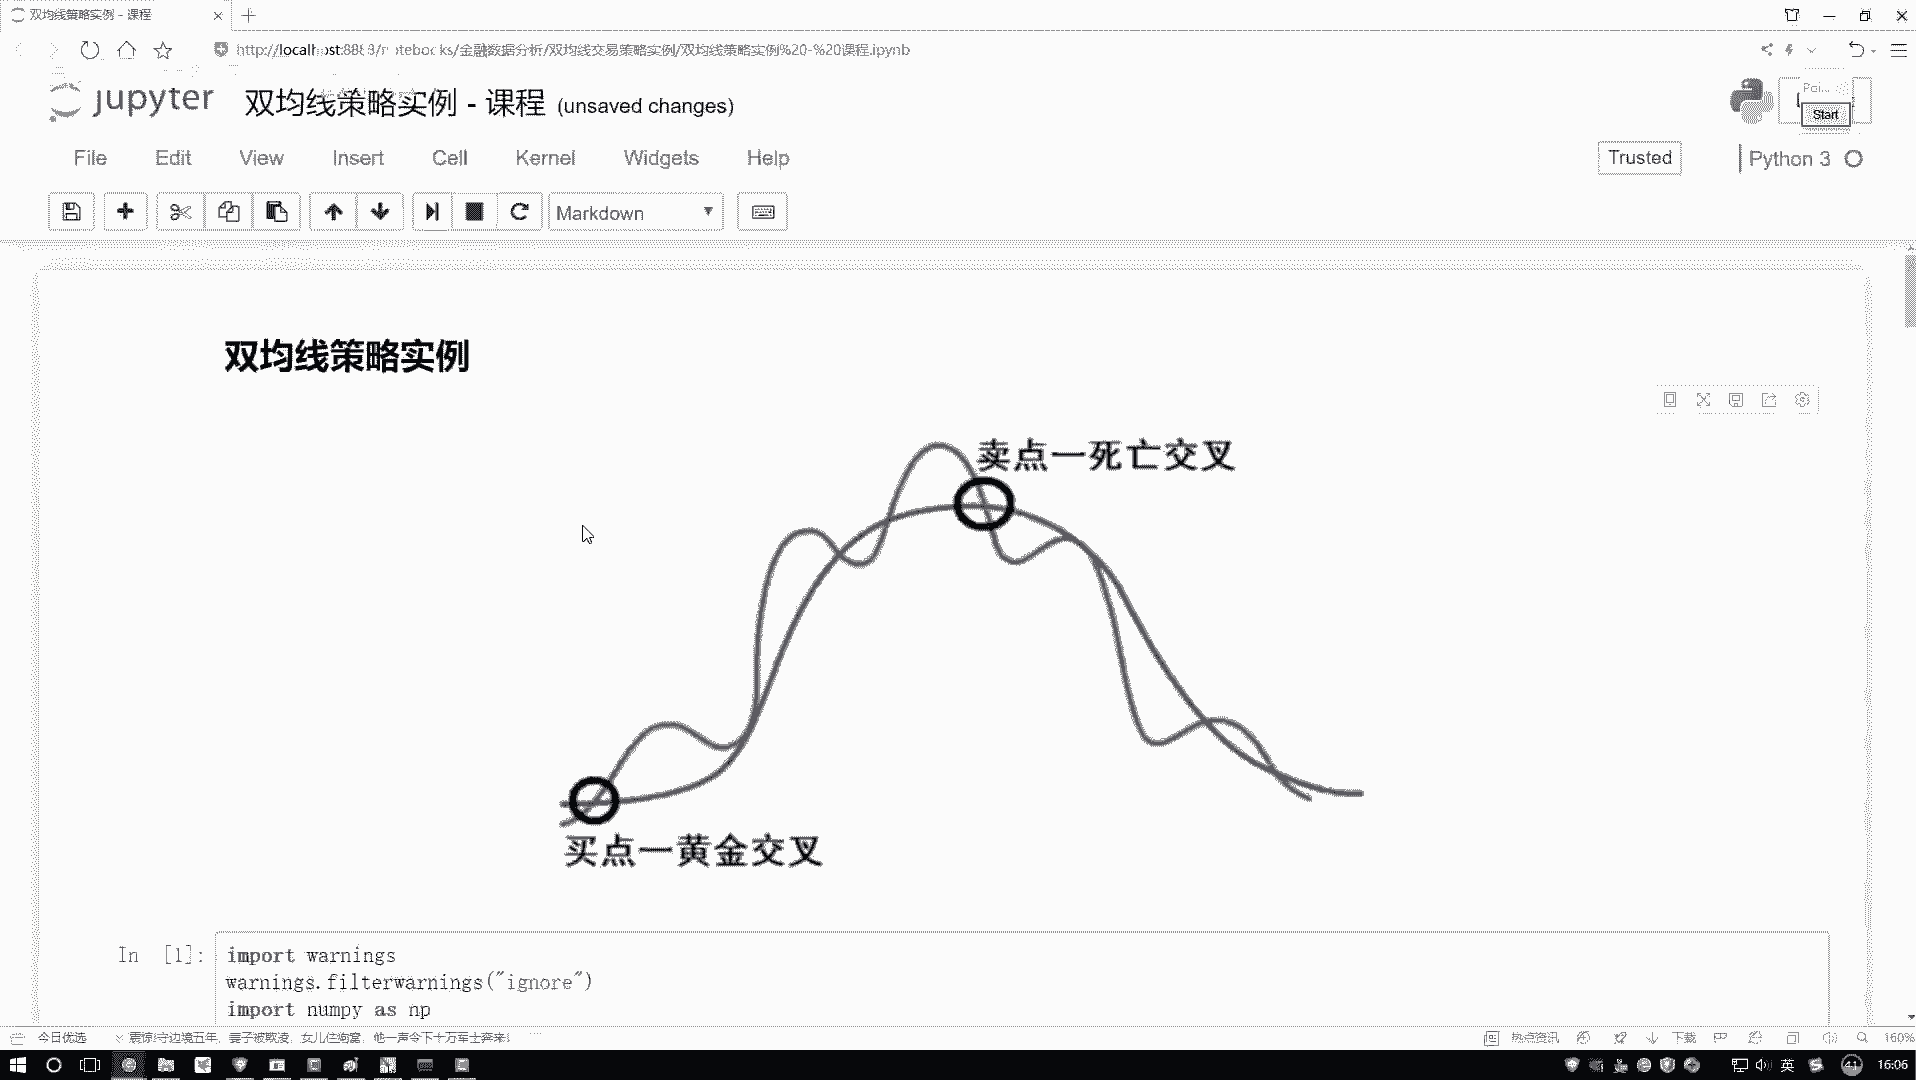 双均线策略实例 - 课程
http://localhost:8888/notebooks/金融数据分析/双均线交易策略实例/双均线策略实例%20-%20课程.ipynb
jupyter 双均线策略实例 - 课程 (unsaved changes)
Start
File Edit View Insert Cell Kernel Widgets Help
Trusted
Python 3
Markdown
双均线策略实例
卖点一死亡交叉
买点一黄金交叉
In [1]:
import warnings
warnings.filterwarnings("ignore")
import numpy as np
今日优选
热点资讯 下载 160%
英 41 16:06